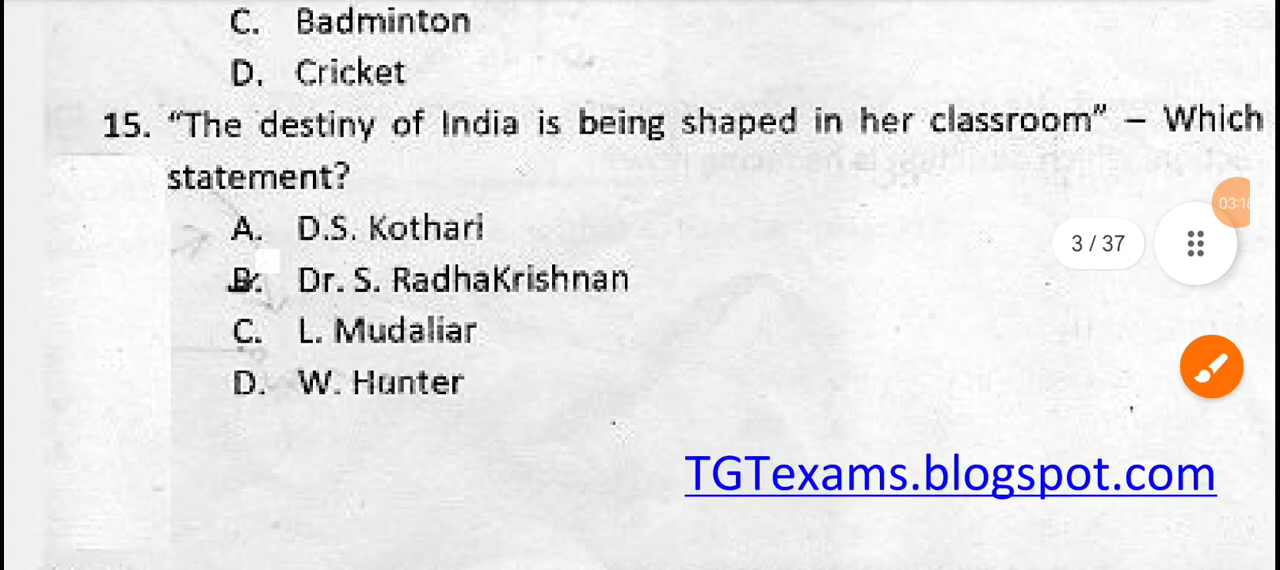 C. Badminton
D. Cricket
15. “The destiny of India is being shaped in her classroom” – Which
statement?
A. D.S. Kothari
B. Dr. S. RadhaKrishnan
C. L. Mudaliar
D. W. Hunter
03:18
3 / 37
TGTexams.blogspot.com